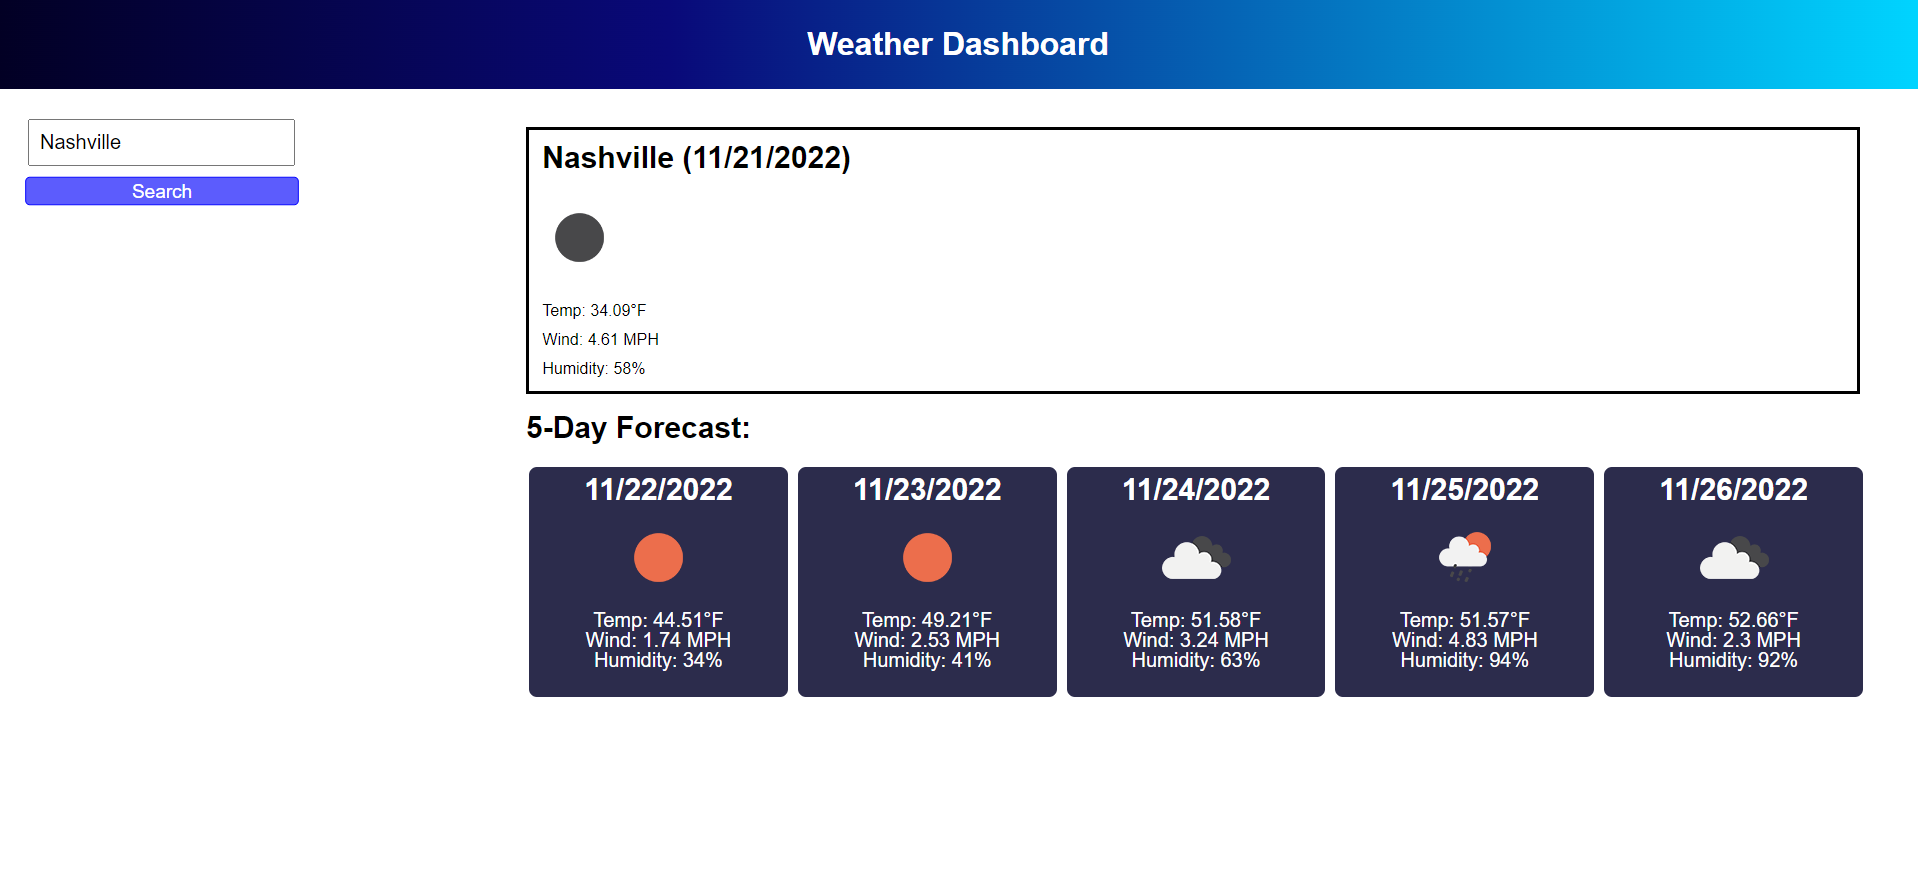 Weather Dashboard
Nashville
Search
Nashville (11/21/2022)
Temp: 34.09°F
Wind: 4.61 MPH
Humidity: 58%
5-Day Forecast:
11/22/2022
Temp: 44.51°F
Wind: 1.74 MPH
Humidity: 34%
11/23/2022
Temp: 49.21°F
Wind: 2.53 MPH
Humidity: 41%
11/24/2022
Temp: 51.58°F
Wind: 3.24 MPH
Humidity: 63%
11/25/2022
Temp: 51.57°F
Wind: 4.83 MPH
Humidity: 94%
11/26/2022
Temp: 52.66°F
Wind: 2.3 MPH
Humidity: 92%